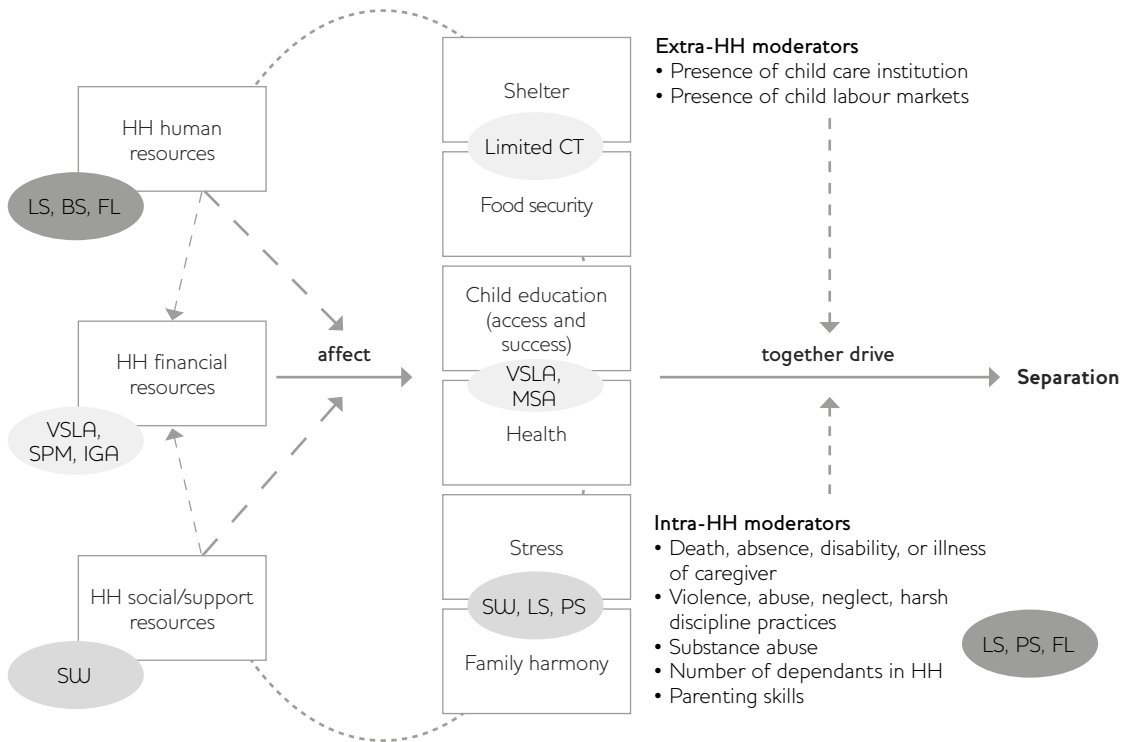 HH human
resources
LS, BS, FL
HH financial
resources
VSLA,
SPM, IGA
HH social/support
resources
SW
affect
Shelter
Limited CT
Food security
Child education
(access and
success)
VSLA,
MSA
Health
Stress
SW, LS, PS
Family harmony
Extra-HH moderators
• Presence of child care institution
• Presence of child labour markets
together drive
Separation
Intra-HH moderators
• Death, absence, disability, or illness
of caregiver
• Violence, abuse, neglect, harsh
discipline practices
• Substance abuse
• Number of dependants in HH
• Parenting skills
LS, PS, FL